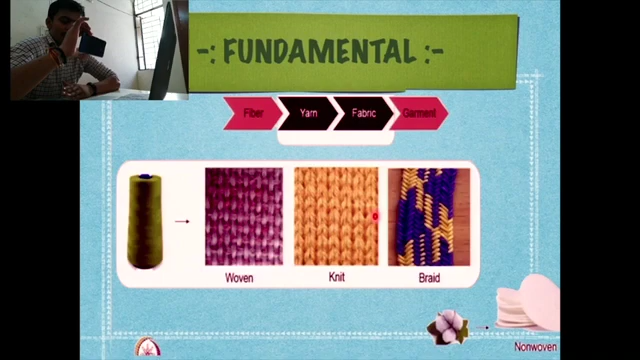 -: FUNDAMENTAL :-
Fiber Yarn Fabric Garment
Woven Knit Braid
Nonwoven